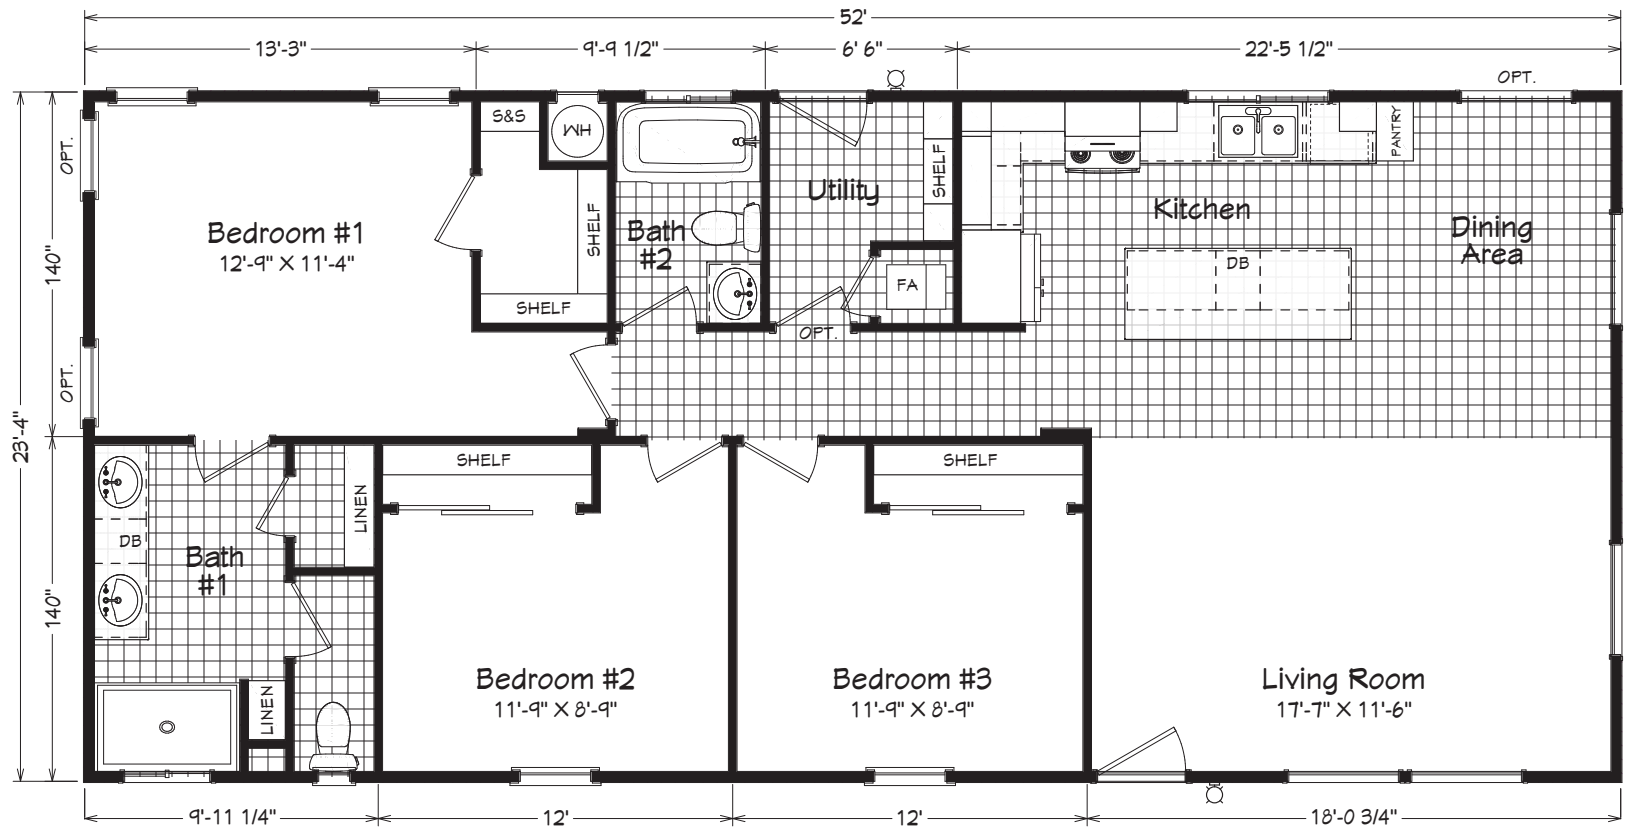 52'
13'-3"
9'-9 1/2"
6' 6"
22'-5 1/2"
OPT.
S&S
WH
PANTRY
OPT.
SHELF
Utility
Kitchen
SHELF
Bedroom #1
12'-9" X 11'-4"
Bath
#2
Dining
Area
140"
DB
FA
SHELF
OPT.
OPT.
23'-4"
SHELF
SHELF
LINEN
DB
Bath
#1
140"
Bedroom #2
11'-9" X 8'-9"
Bedroom #3
11'-9" X 8'-9"
Living Room
17'-7" X 11'-6"
LINEN
9'-11 1/4"
12'
12'
18'-0 3/4"